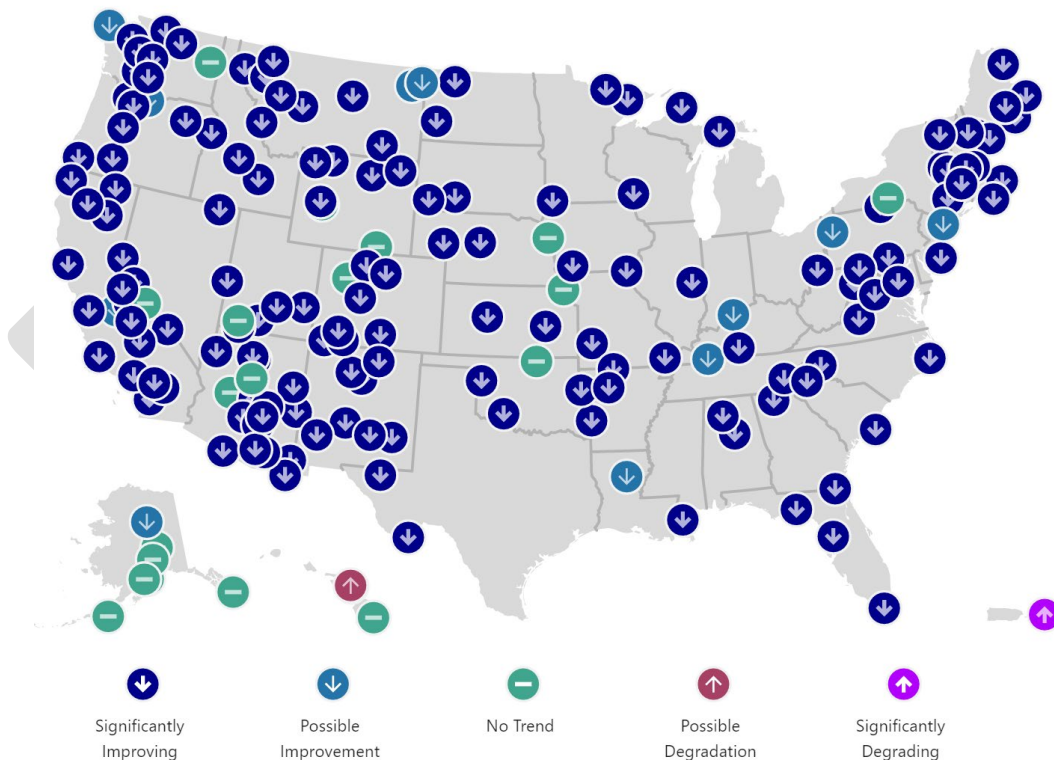 Significantly
Improving
Possible
Improvement
No Trend
Possible
Degradation
Significantly
Degrading